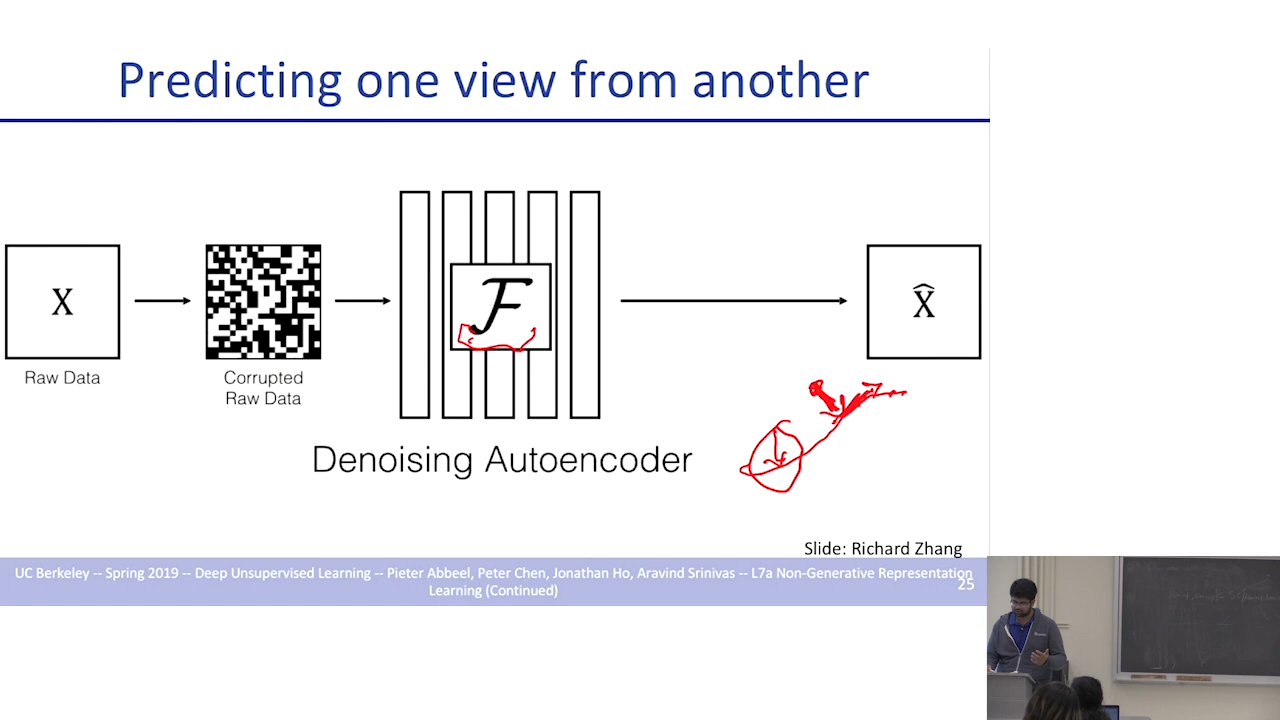 Predicting one view from another
X
F
X̂
Raw Data
Corrupted
Raw Data
Denoising Autoencoder
Slide: Richard Zhang
UC Berkeley -- Spring 2019 -- Deep Unsupervised Learning -- Pieter Abbeel, Peter Chen, Jonathan Ho, Aravind Srinivas -- L7a Non-Generative Representation
Learning (Continued)
25